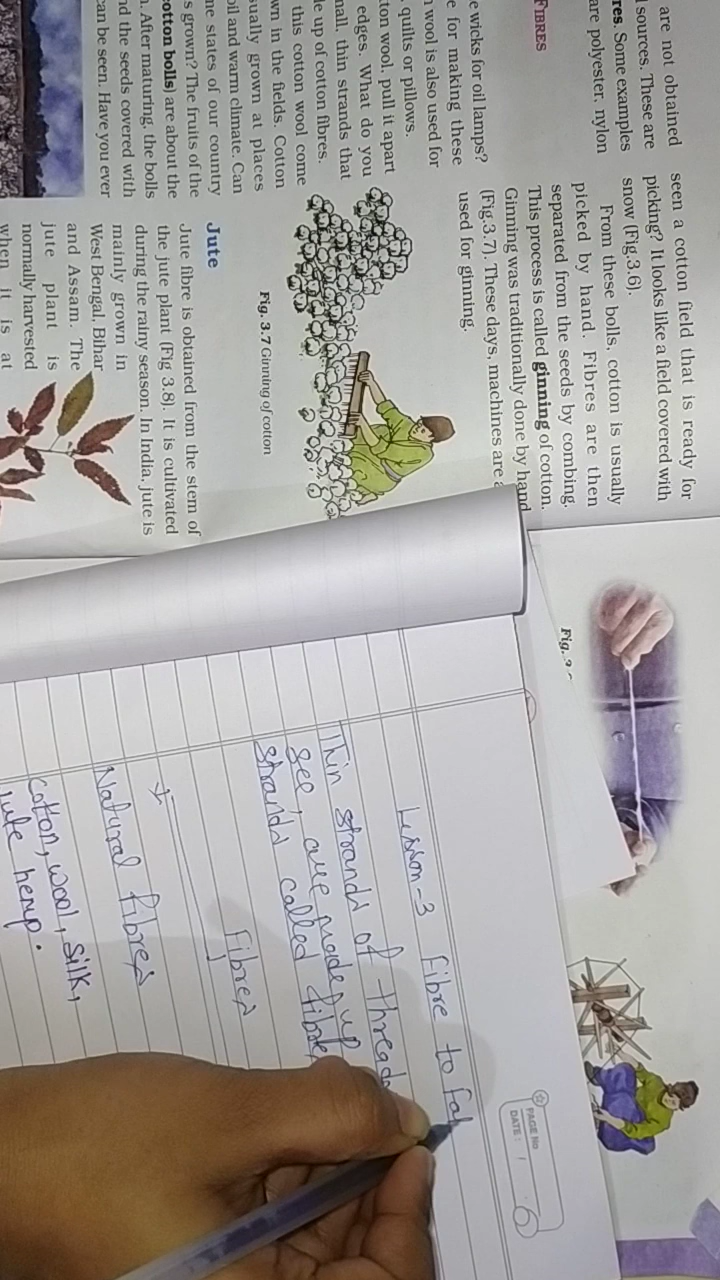 are not obtained
sources. These are
res. Some examples
are polyester, nylon
FIBRES
wicks for oil lamps?
e for making these
wool is also used for
quilts or pillows.
ton wool, pull it apart
edges. What do you
mall, thin strands that
de up of cotton fibres.
this cotton wool come
wn in the fields. Cotton
ually grown at places
oil and warm climate. Can
me states of our country
s grown? The fruits of the
cotton bolls) are about the
. After maturing, the bolls
nd the seeds covered with
can be seen. Have you ever
seen a cotton field that is ready for
picking? It looks like a field covered with
snow (Fig.3.6).
From these bolls, cotton is usually
picked by hand. Fibres are then
separated from the seeds by combing.
This process is called ginning of cotton.
Ginning was traditionally done by hand
(Fig.3.7). These days, machines are a
used for ginning.
Fig. 3.7 Ginning of cotton
Jute
Jute fibre is obtained from the stem of
the jute plant (Fig 3.8). It is cultivated
during the rainy season. In India, jute is
mainly grown in
West Bengal, Bihar
and Assam. The
jute plant is
normally harvested
when it is at
Fig.
PAGE No
DATE :
Lesson-3 Fibre to fa
Thin strands of thread
see, are made up
strands called fibre
Fibres
Natural fibres
Cotton, wool, silk,
Jute hemp.